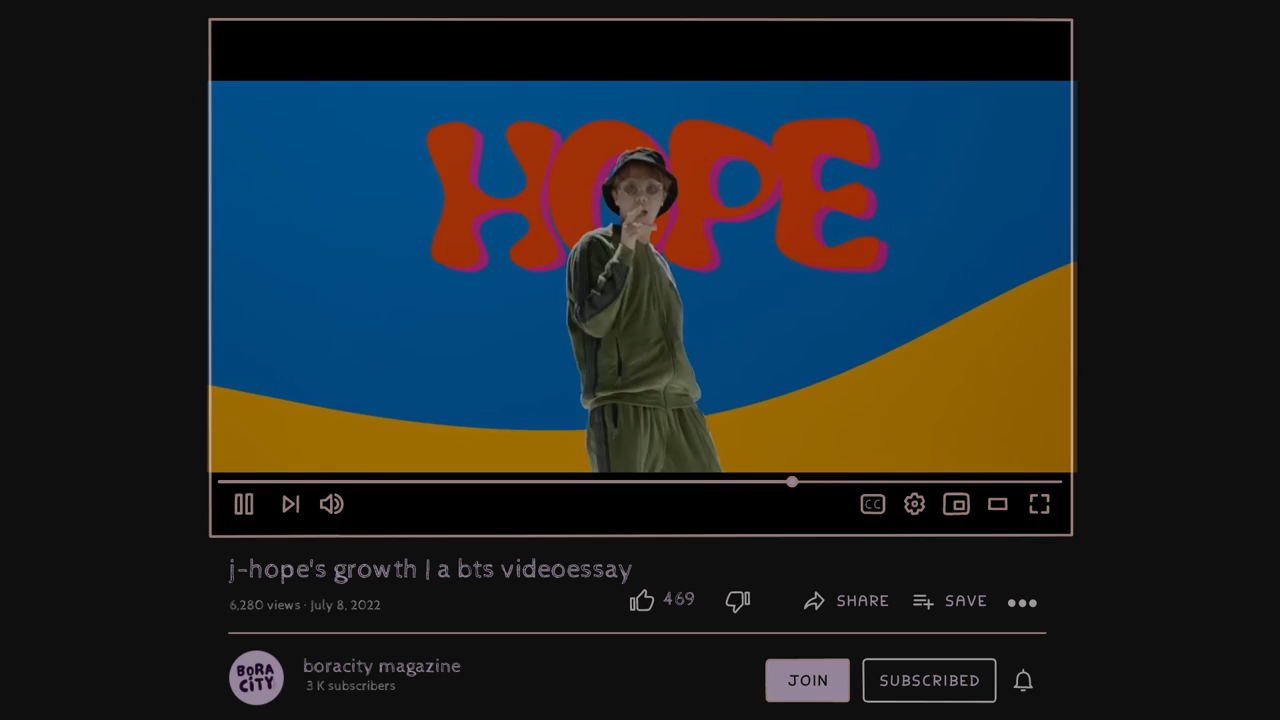 HOPE
CC
j-hope's growth | a bts videoessay
6,280 views · July 8, 2022
469
SHARE
SAVE
BORA
CITY
boracity magazine
3 K subscribers
JOIN
SUBSCRIBED